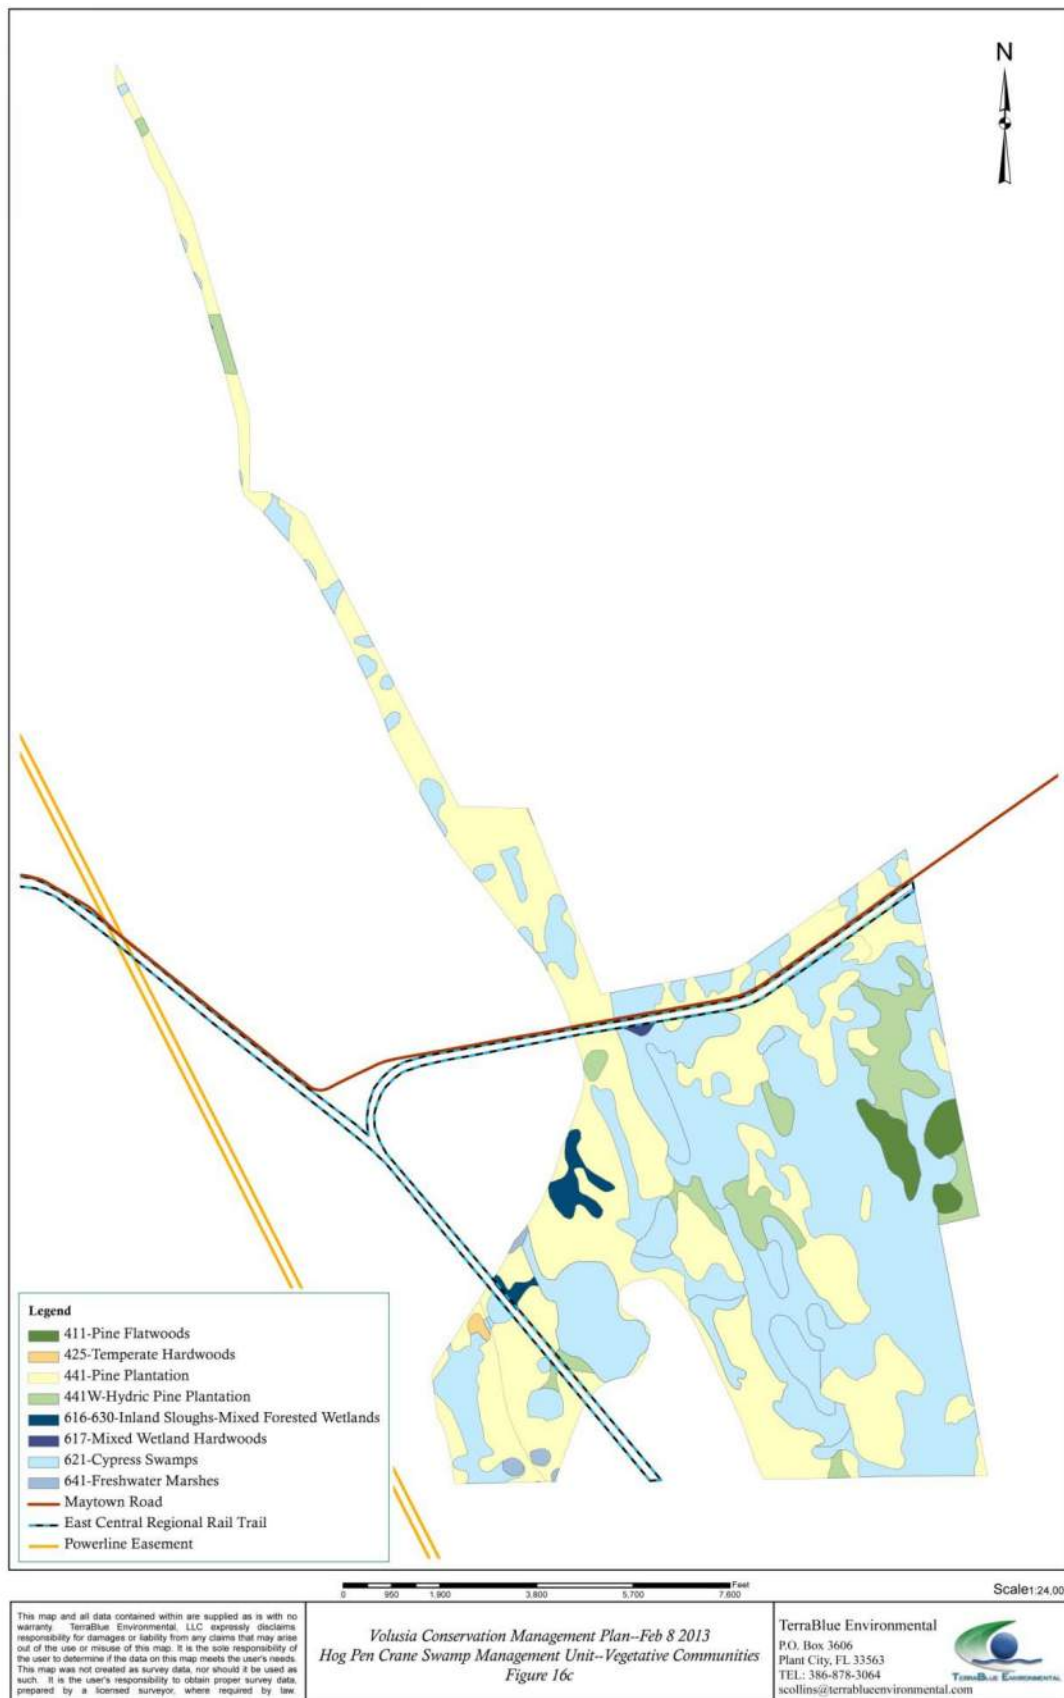 N
Legend
411-Pine Flatwoods
425-Temperate Hardwoods
441-Pine Plantation
441W-Hydric Pine Plantation
616-630-Inland Sloughs-Mixed Forested Wetlands
617-Mixed Wetland Hardwoods
621-Cypress Swamps
641-Freshwater Marshes
Maytown Road
East Central Regional Rail Trail
Powerline Easement
Feet
0 950 1,900 3,800 5,700 7,600
Scale1:24,00
This map and all data contained within are supplied as is with no
warranty. TerraBlue Environmental, LLC expressly disclaims
responsibility for damages or liability from any claims that may arise
out of the use or misuse of this map. It is the sole responsibility of
the user to determine if the data on this map meets the user's needs.
This map was not created as survey data, nor should it be used as
such. It is the user's responsibility to obtain proper survey data,
prepared by a licensed surveyor, where required by law.
Volusia Conservation Management Plan--Feb 8 2013
Hog Pen Crane Swamp Management Unit--Vegetative Communities
Figure 16c
TerraBlue Environmental
P.O. Box 3606
Plant City, FL 33563
TEL: 386-878-3064
scollins@terrablueenvironmental.com
TERRABLUE ENVIRONMENTAL